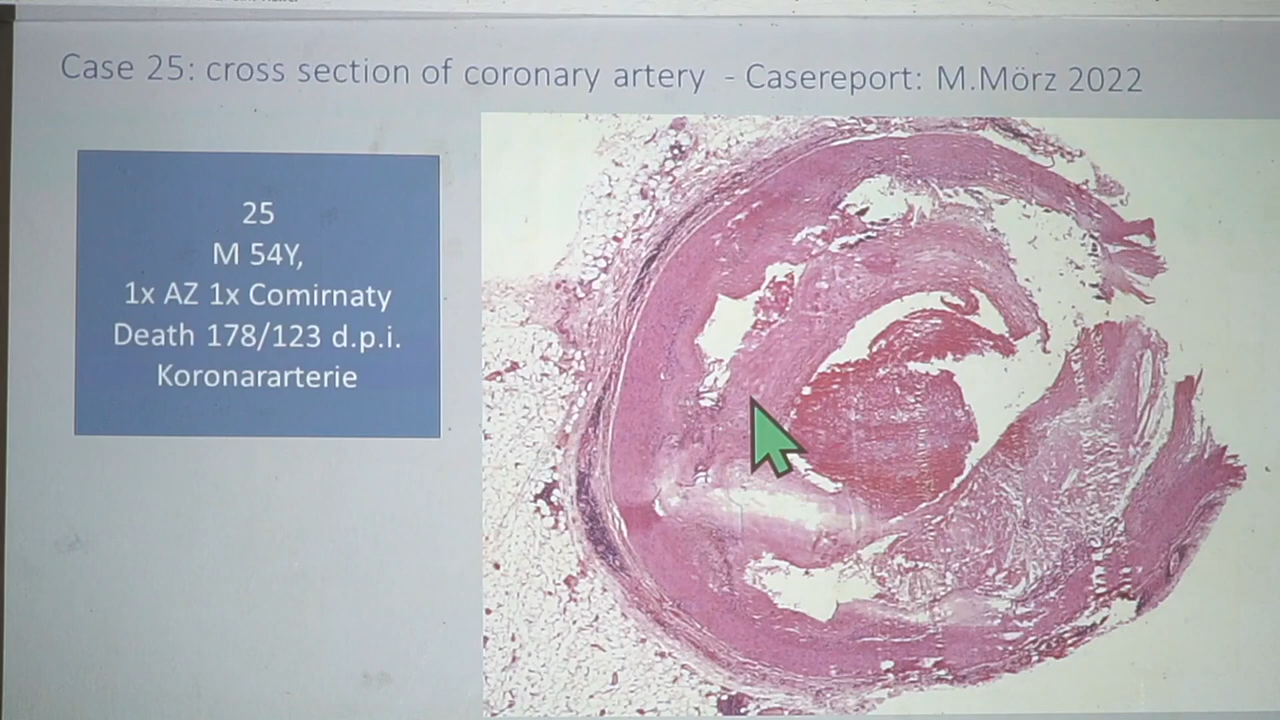 Case 25: cross section of coronary artery - Casereport: M.Mörz 2022
25
M 54Y,
1x AZ 1x Comirnaty
Death 178/123 d.p.i.
Koronararterie